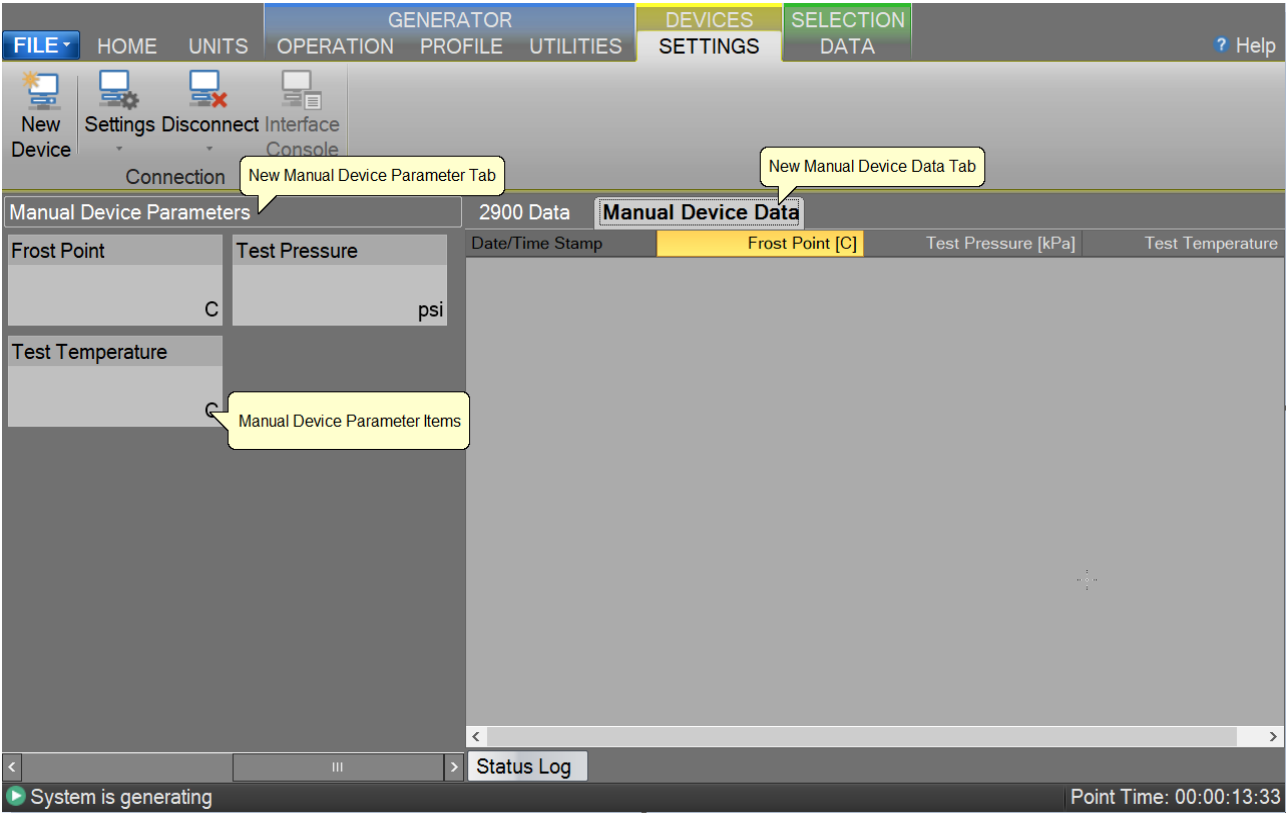 GENERATOR
DEVICES
SELECTION
FILE HOME UNITS OPERATION PROFILE UTILITIES SETTINGS DATA ? Help
New Device
Settings
Disconnect
Interface Console
Connection
New Manual Device Parameter Tab
New Manual Device Data Tab
Manual Device Parameters
2900 Data Manual Device Data
Date/Time Stamp Frost Point [C] Test Pressure [kPa] Test Temperature
Frost Point
C
Test Pressure
psi
Test Temperature
C
Manual Device Parameter Items
Status Log
System is generating
Point Time: 00:00:13:33